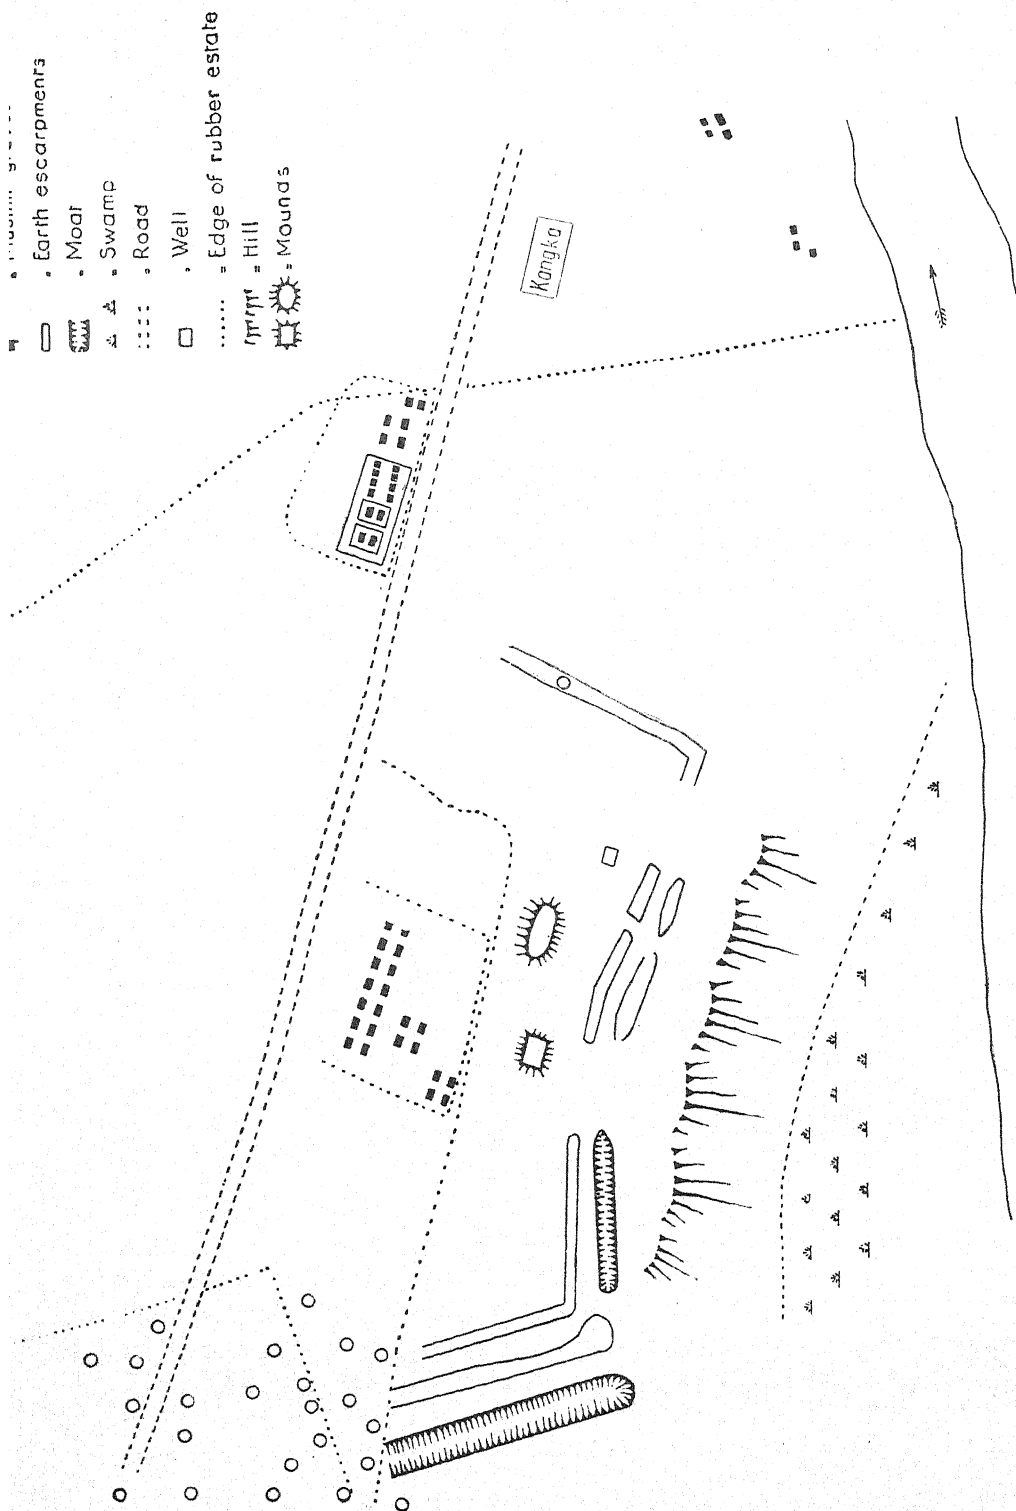 Earth escarpments
Moat
Swamp
Road
Well
= Edge of rubber estate
= Hill
= Mounds
Kangka